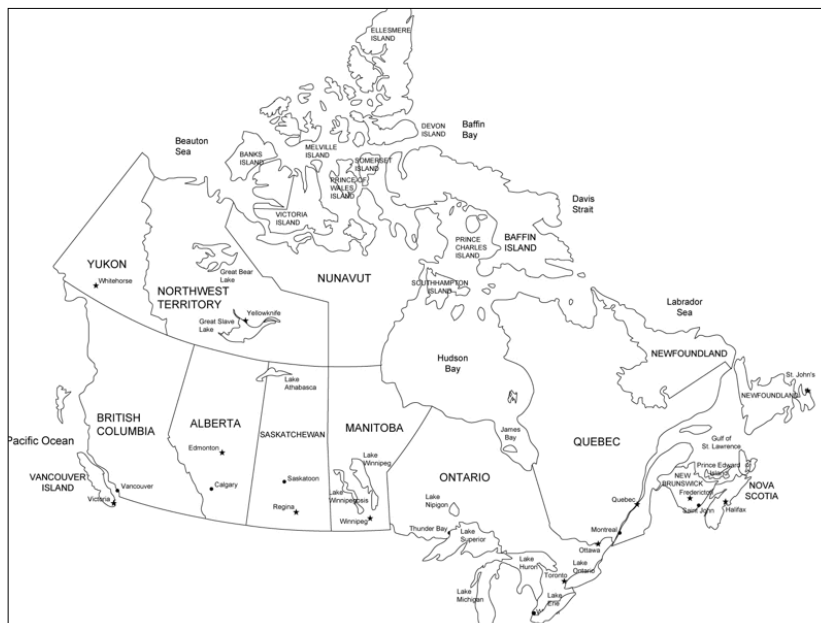 ELLESMERE
ISLAND
DEVON
ISLAND
Baffin
Bay
Beauton
Sea
BANKS
ISLAND
MELVILLE
ISLAND
SOMERSET
ISLAND
PRINCE OF
WALES
ISLAND
VICTORIA
ISLAND
Davis
Strait
PRINCE
CHARLES
ISLAND
BAFFIN
ISLAND
YUKON
Whitehorse
Great Bear
Lake
NORTHWEST
TERRITORY
NUNAVUT
SOUTHHAMPTON
ISLAND
Yellowknife
Great Slave
Lake
Labrador
Sea
Hudson
Bay
NEWFOUNDLAND
St. John's
NEWFOUNDLAND
Lake
Athabasca
BRITISH
COLUMBIA
ALBERTA
SASKATCHEWAN
MANITOBA
James
Bay
QUEBEC
Pacific Ocean
Edmonton
Lake
Winnipeg
Gulf of
St. Lawrence
VANCOUVER
ISLAND
Vancouver
Victoria
Calgary
Saskatoon
Regina
Lake
Winnipegosis
Winnipeg
ONTARIO
Lake
Nipigon
Prince Edward
Island
NEW
BRUNSWICK
NOVA
SCOTIA
Fredericton
Saint John
Halifax
Quebec
Montreal
Ottawa
Thunder Bay
Lake
Superior
Lake
Huron
Toronto
Lake
Ontario
Lake
Michigan
Lake
Erie